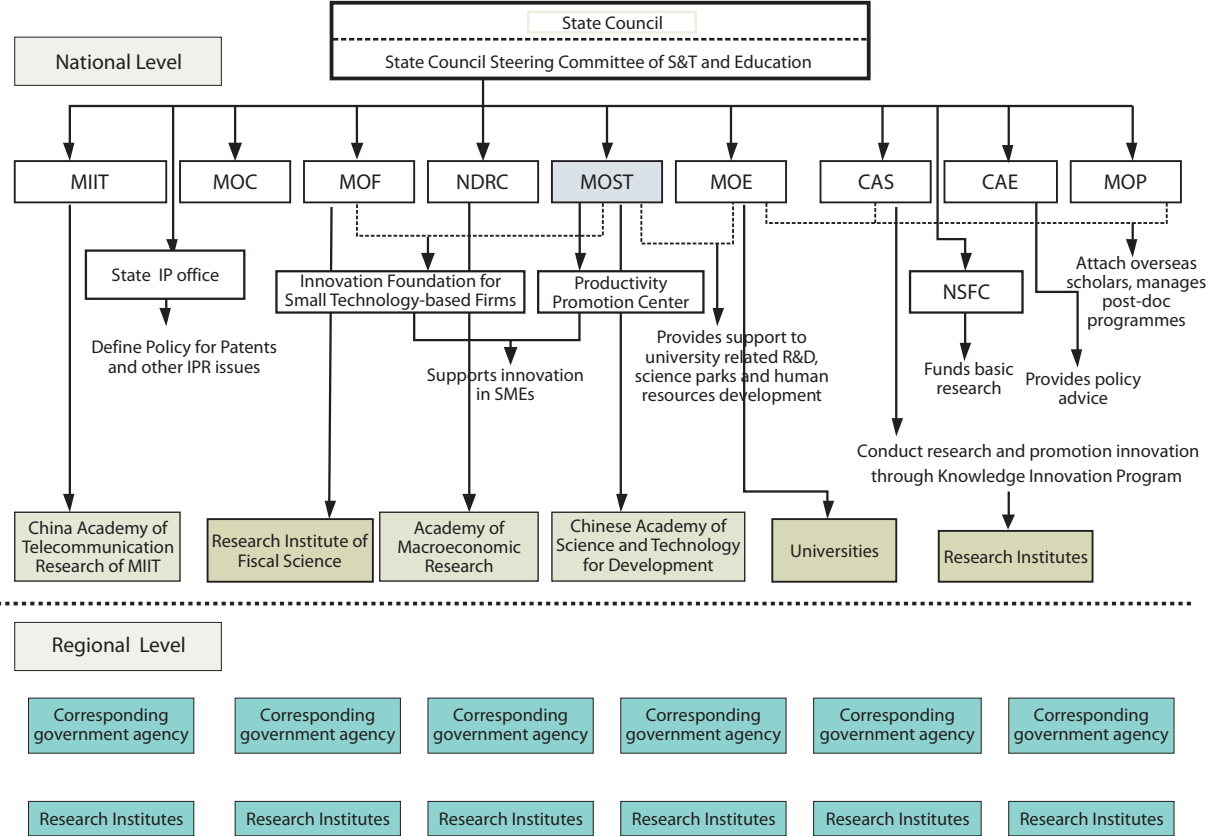 State Council
National Level
State Council Steering Committee of S&T and Education
MIIT
MOC
MOF
NDRC
MOST
MOE
CAS
CAE
MOP
State IP office
Innovation Foundation for
Small Technology-based Firms
Productivity
Promotion Center
NSFC
Attach overseas
scholars, manages
post-doc
programmes
Define Policy for Patents
and other IPR issues
Supports innovation
in SMEs
Provides support to
university related R&D,
science parks and human
resources development
Funds basic
research
Provides policy
advice
Conduct research and promotion innovation
through Knowledge Innovation Program
China Academy of
Telecommunication
Research of MIIT
Research Institute of
Fiscal Science
Academy of
Macroeconomic
Research
Chinese Academy of
Science and Technology
for Development
Universities
Research Institutes
Regional Level
Corresponding
government agency
Corresponding
government agency
Corresponding
government agency
Corresponding
government agency
Corresponding
government agency
Corresponding
government agency
Research Institutes
Research Institutes
Research Institutes
Research Institutes
Research Institutes
Research Institutes